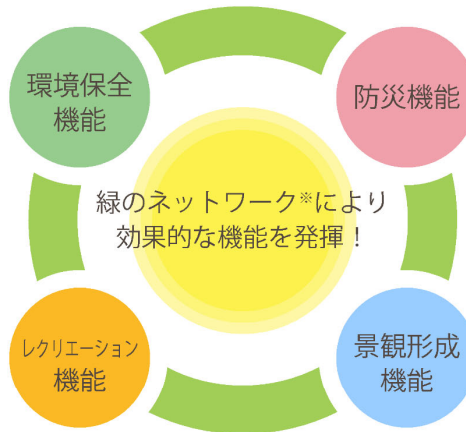 環境保全
機能
防災機能
緑のネットワーク※により
効果的な機能を発揮！
レクリエーション
機能
景観形成
機能